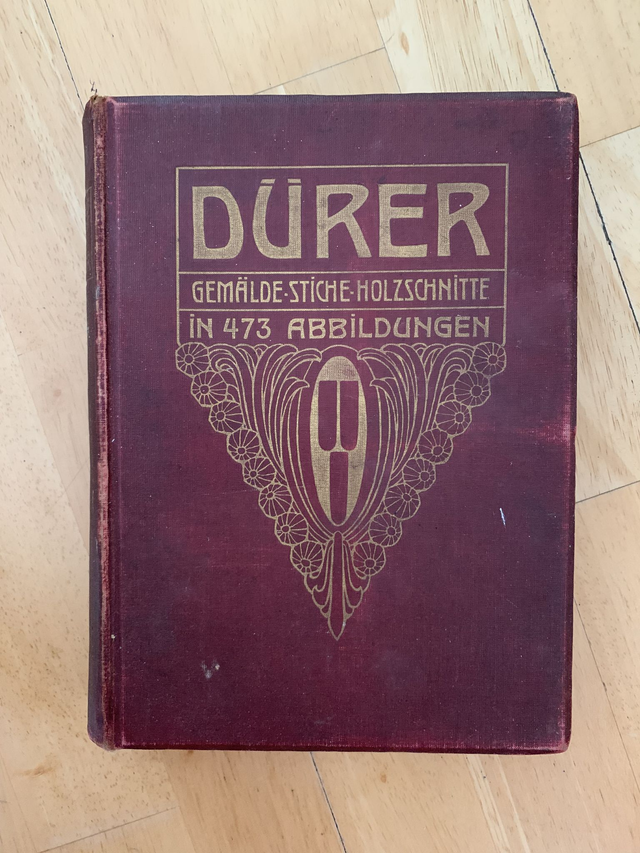 DÜRER
GEMÄLDE·STICHE·HOLZSCHNITTE
IN 473 ABBILDUNGEN